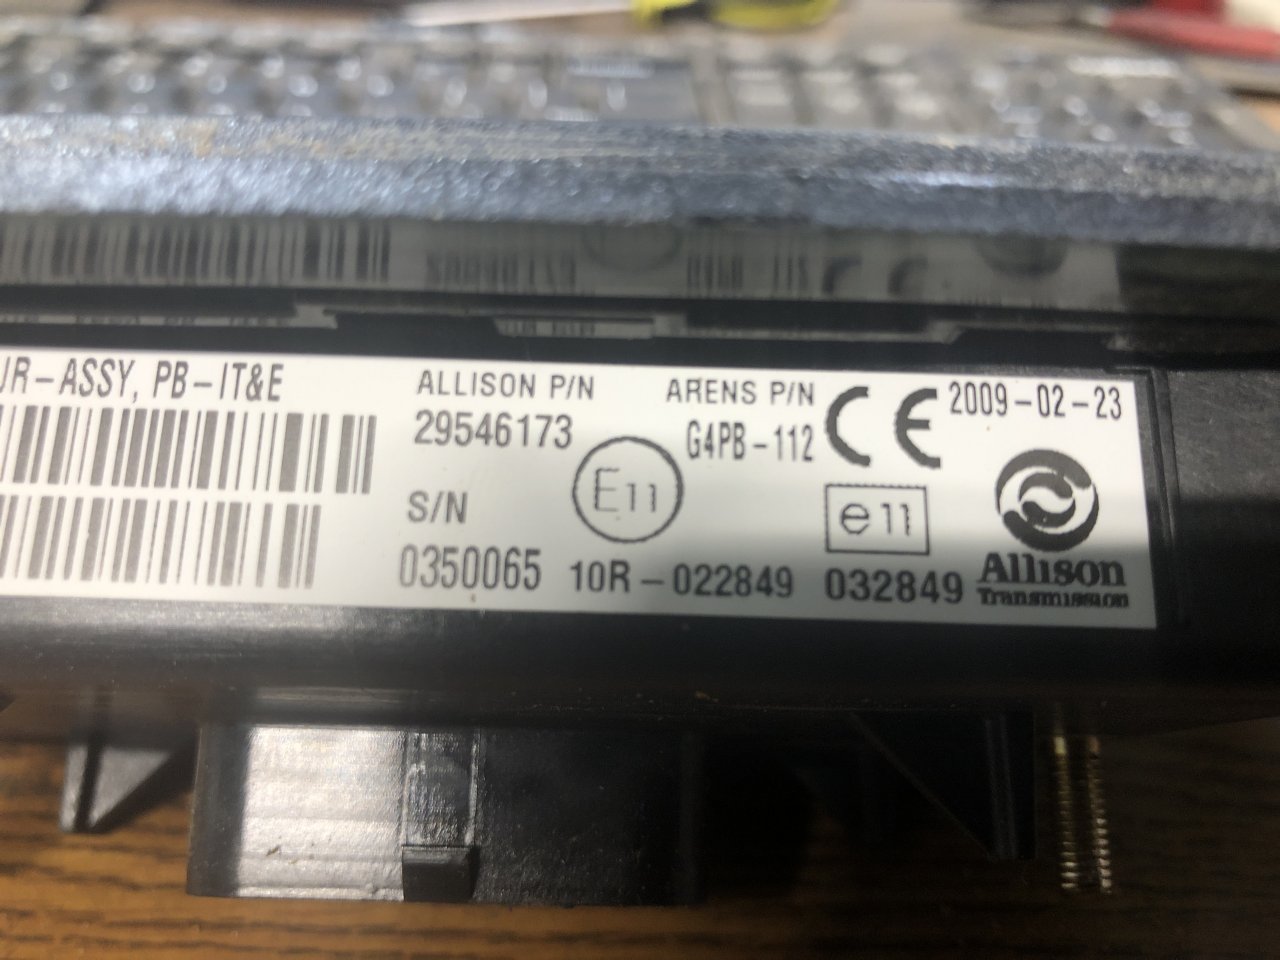 UR-ASSY, PB-IT&E
ALLISON P/N
29546173
S/N
0350065
ARENS P/N
G4PB-112
CE
2009-02-23
E11
e11
10R-022849
032849
Allison
Transmission